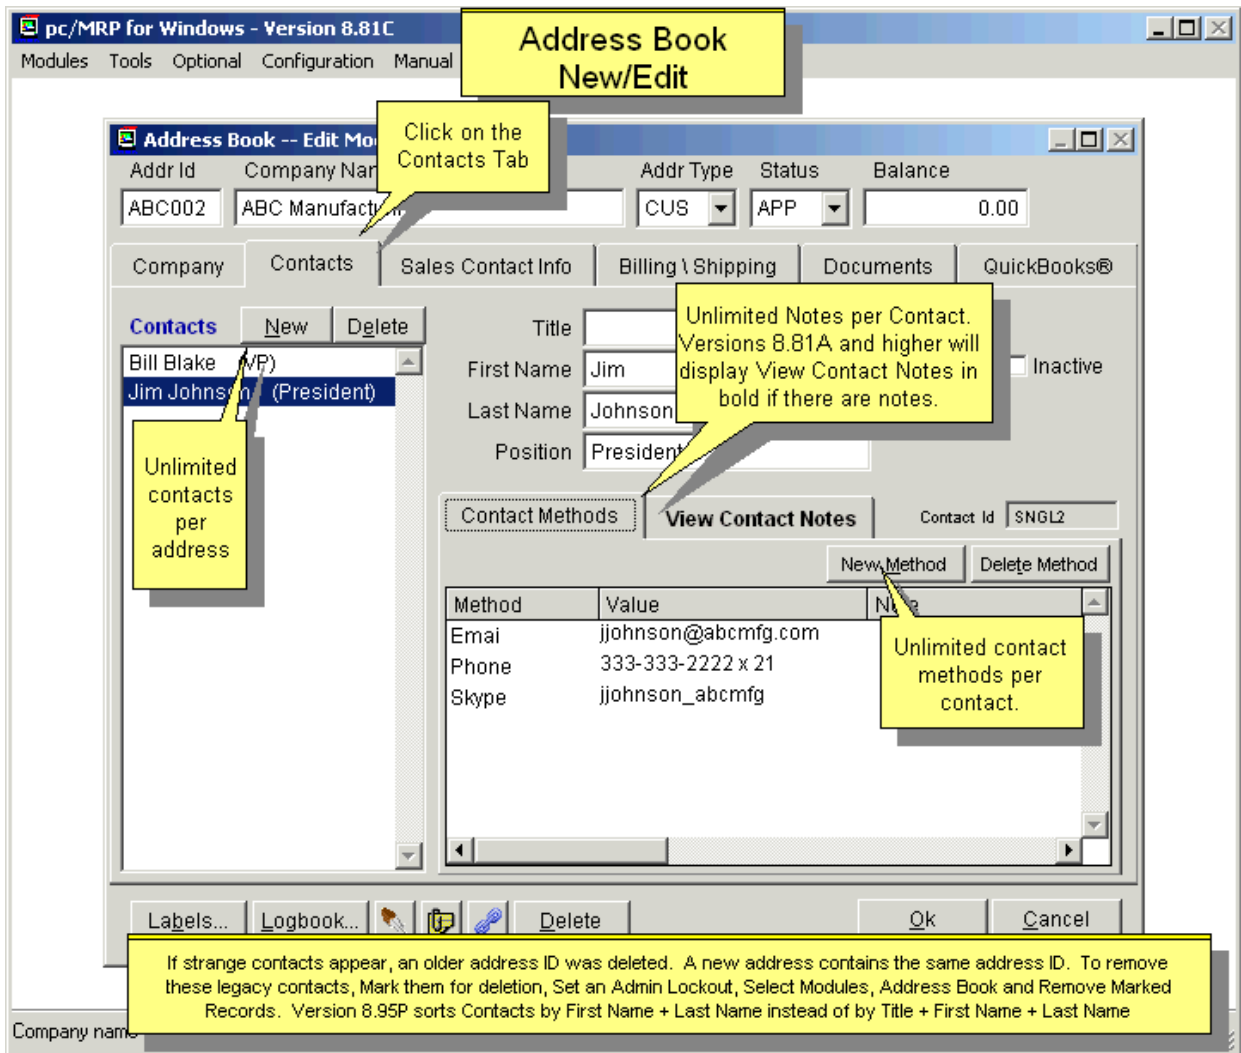 pc/MRP for Windows - Version 8.81C
Address Book
New/Edit
Modules Tools Optional Configuration Manual
Address Book -- Edit Mo
Click on the
Contacts Tab
Addr Id Company Nar Addr Type Status Balance
ABC002 ABC Manufacturi CUS APP 0.00
Company Contacts Sales Contact Info Billing \ Shipping Documents QuickBooks®
Contacts New Delete
Title
Unlimited Notes per Contact.
Versions 8.81A and higher will
display View Contact Notes in
bold if there are notes.
Bill Blake (VP)
Jim Johnson (President)
First Name Jim
Inactive
Last Name Johnson
Position President
Unlimited
contacts
per
address
Contact Methods View Contact Notes Contact Id SNGL2
New Method Delete Method
Method Value Note
Emai jjohnson@abcmfg.com
Phone 333-333-2222 x 21
Skype jjohnson_abcmfg
Unlimited contact
methods per
contact.
Labels... Logbook... Delete Ok Cancel
If strange contacts appear, an older address ID was deleted. A new address contains the same address ID. To remove
these legacy contacts, Mark them for deletion, Set an Admin Lockout, Select Modules, Address Book and Remove Marked
Records. Version 8.95P sorts Contacts by First Name + Last Name instead of by Title + First Name + Last Name
Company name